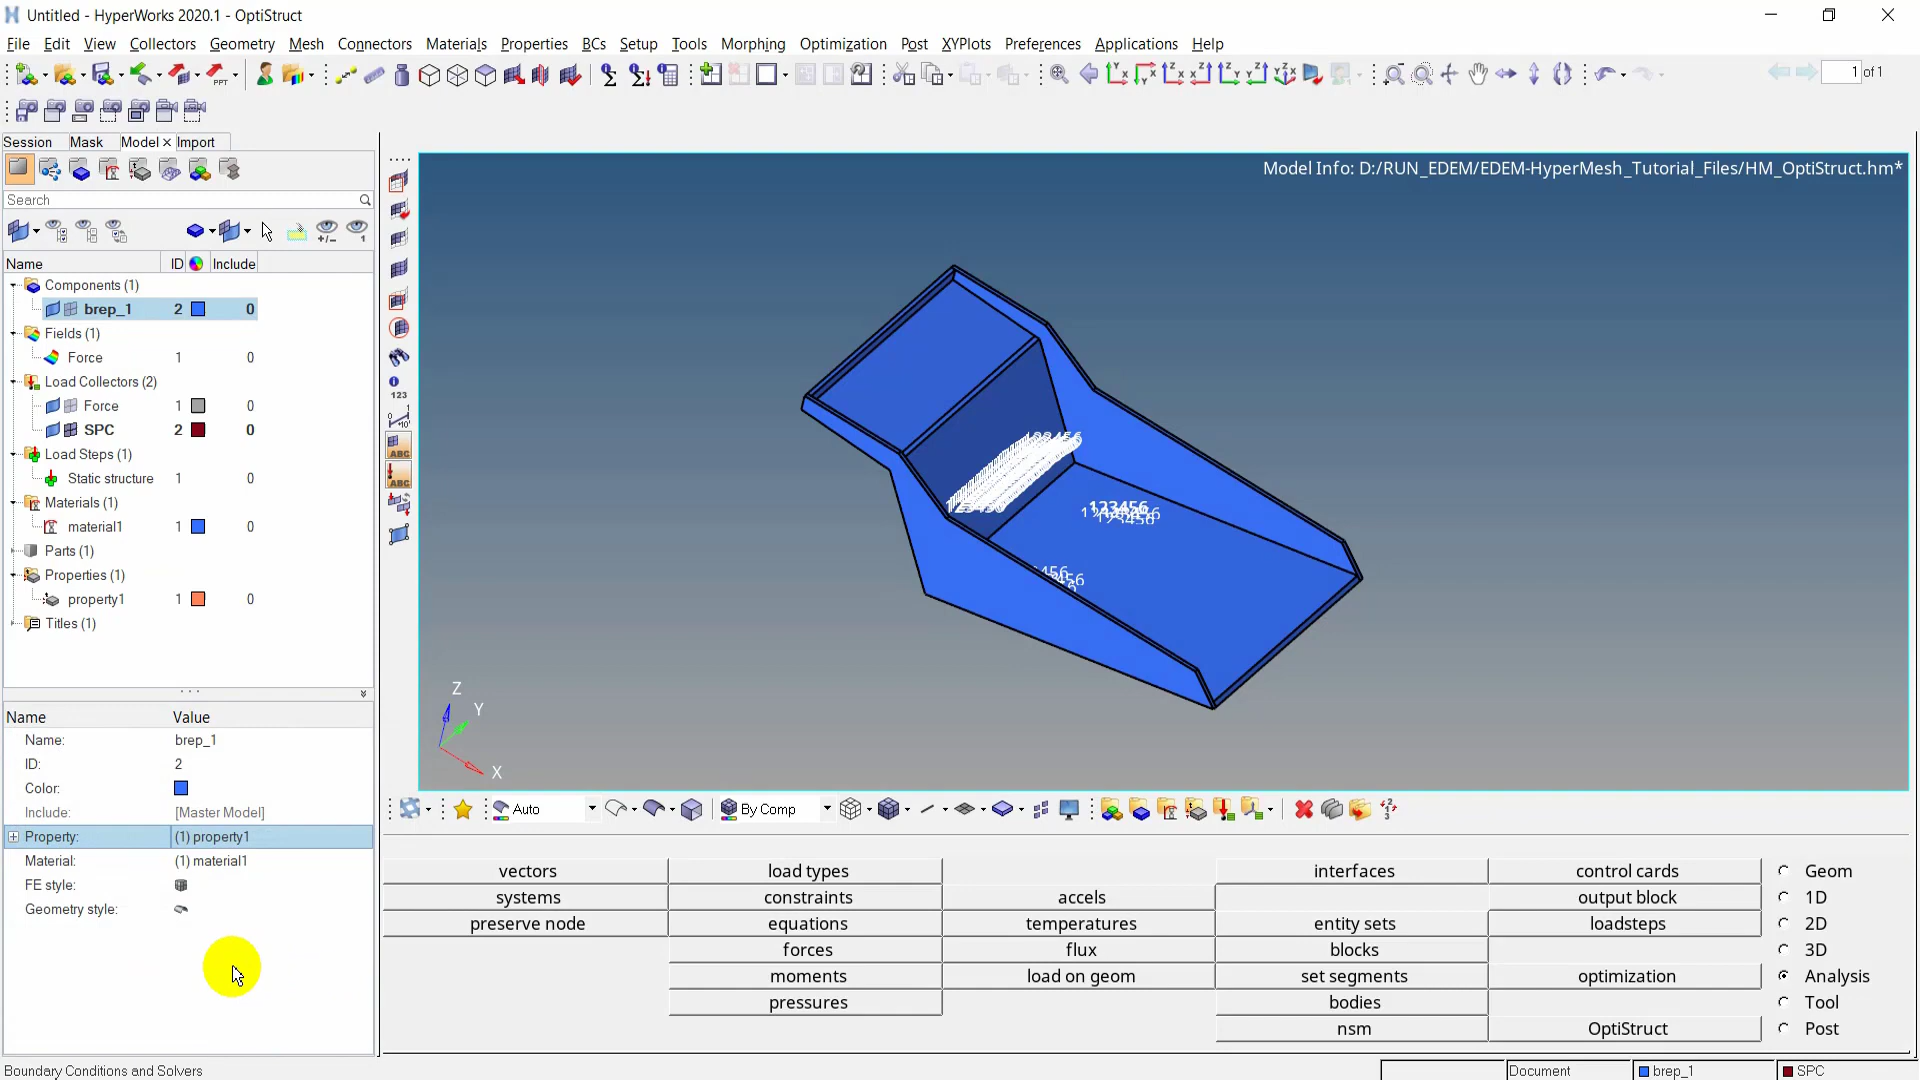 Untitled - HyperWorks 2020.1 - OptiStruct
File Edit View Collectors Geometry Mesh Connectors Materials Properties BCs Setup Tools Morphing Optimization Post XYPlots Preferences Applications Help
1 of 1
Session Mask Model × Import
Search
Name ID Include
Components (1)
brep_1 2 0
Fields (1)
Force 1 0
Load Collectors (2)
Force 1 0
SPC 2 0
Load Steps (1)
Static structure 1 0
Materials (1)
material1 1 0
Parts (1)
Properties (1)
property1 1 0
Titles (1)
Name Value
Name: brep_1
ID: 2
Color:
Include: [Master Model]
Property: (1) property1
Material: (1) material1
FE style:
Geometry style:
Model Info: D:/RUN_EDEM/EDEM-HyperMesh_Tutorial_Files/HM_OptiStruct.hm*
123456
Z
Y
X
Auto By Comp
vectors load types interfaces control cards Geom
systems constraints accels output block 1D
preserve node equations temperatures entity sets loadsteps 2D
forces flux blocks 3D
moments load on geom set segments optimization Analysis
pressures bodies Tool
nsm OptiStruct Post
Boundary Conditions and Solvers Document brep_1 SPC